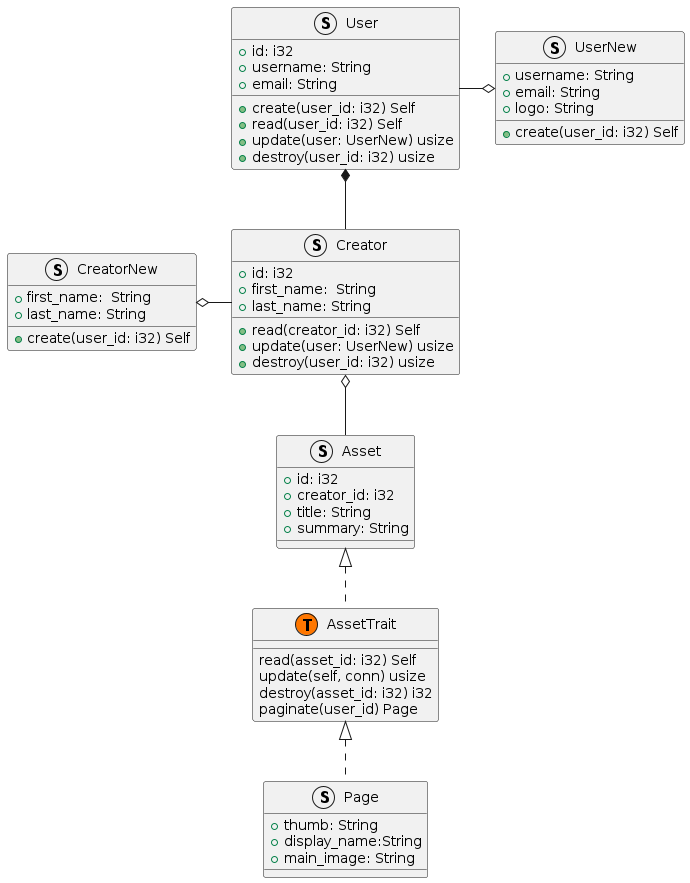 S User
id: i32
username: String
email: String
create(user_id: i32) Self
read(user_id: i32) Self
update(user: UserNew) usize
destroy(user_id: i32) usize
S UserNew
username: String
email: String
logo: String
create(user_id: i32) Self
S Creator
id: i32
first_name:  String
last_name: String
read(creator_id: i32) Self
update(user: UserNew) usize
destroy(user_id: i32) usize
S CreatorNew
first_name:  String
last_name: String
create(user_id: i32) Self
S Asset
id: i32
creator_id: i32
title: String
summary: String
T AssetTrait
read(asset_id: i32) Self
update(self, conn) usize
destroy(asset_id: i32) i32
paginate(user_id) Page
S Page
thumb: String
display_name:String
main_image: String